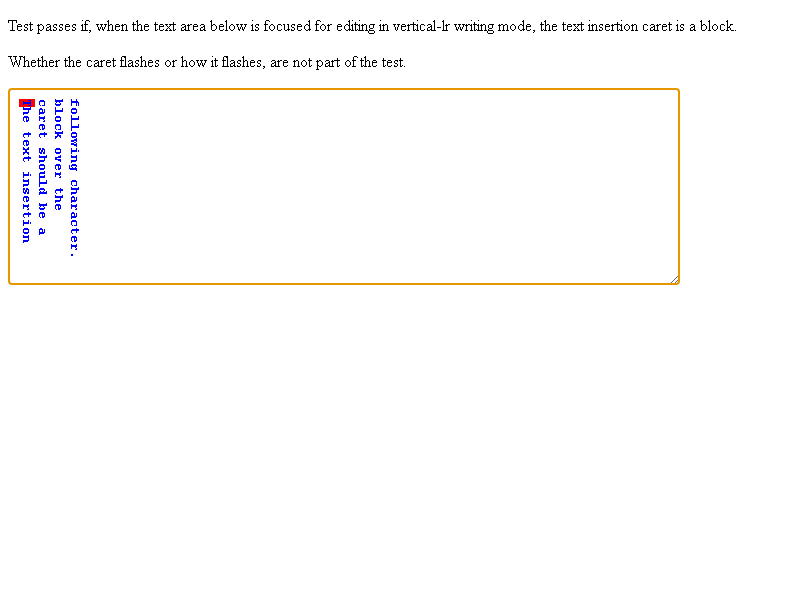 Test passes if, when the text area below is focused for editing in vertical-lr writing mode, the text insertion caret is a block.
Whether the caret flashes or how it flashes, are not part of the test.
The text insertion
caret should be a
block over the
following character.